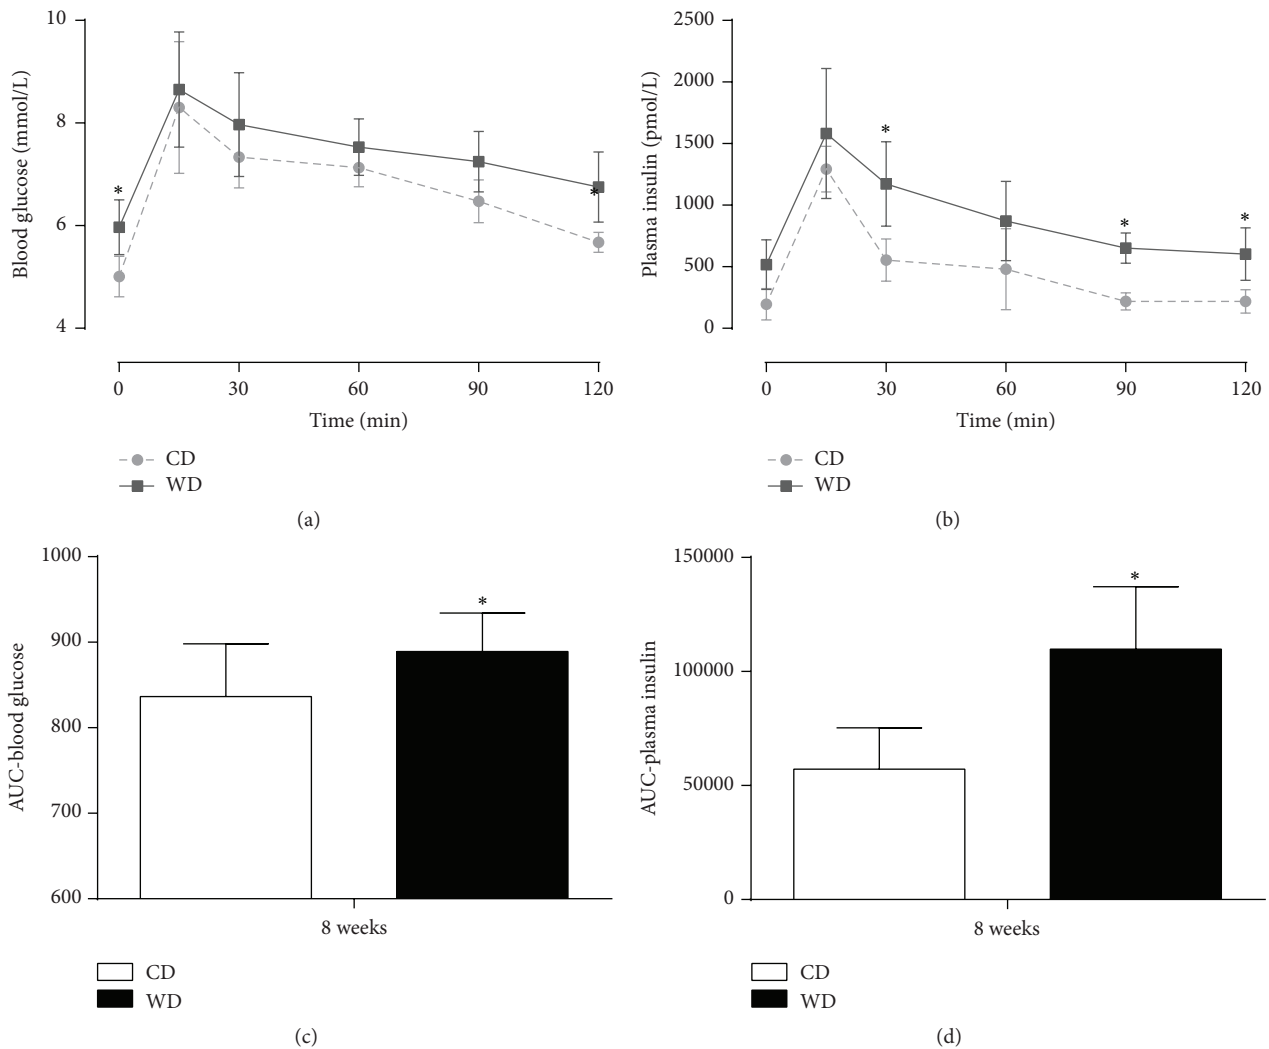 10
8
6
4
Blood glucose (mmol/L)
*
*
0
30
60
90
120
Time (min)
CD
WD
(a)
2500
2000
1500
1000
500
0
Plasma insulin (pmol/L)
*
*
*
0
30
60
90
120
Time (min)
CD
WD
(b)
1000
900
800
700
600
AUC-blood glucose
*
8 weeks
CD
WD
(c)
150000
100000
50000
0
AUC-plasma insulin
*
8 weeks
CD
WD
(d)